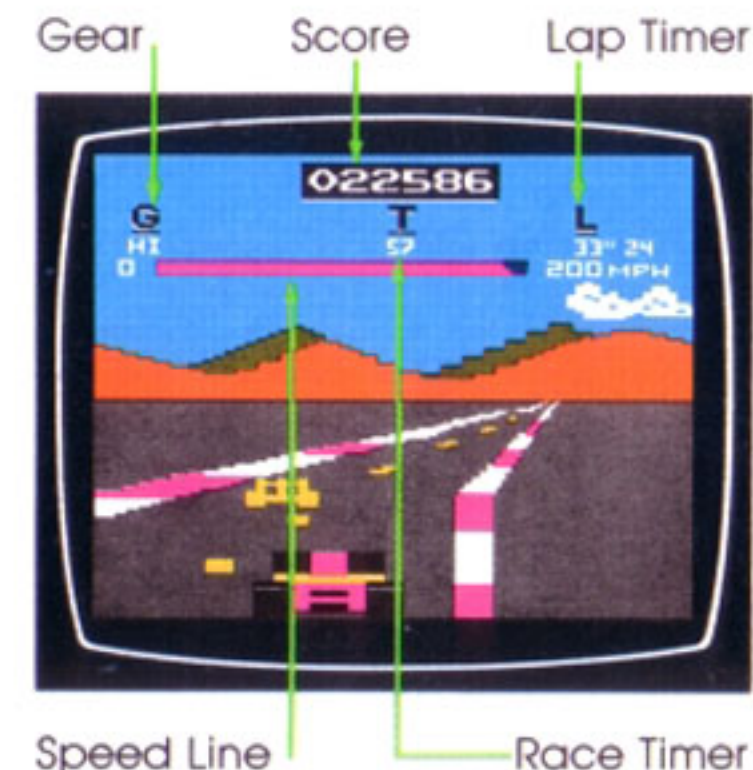 Gear Score Lap Timer
022586
G T L
HI 57 33" 24
0 200 MPH
Speed Line Race Timer